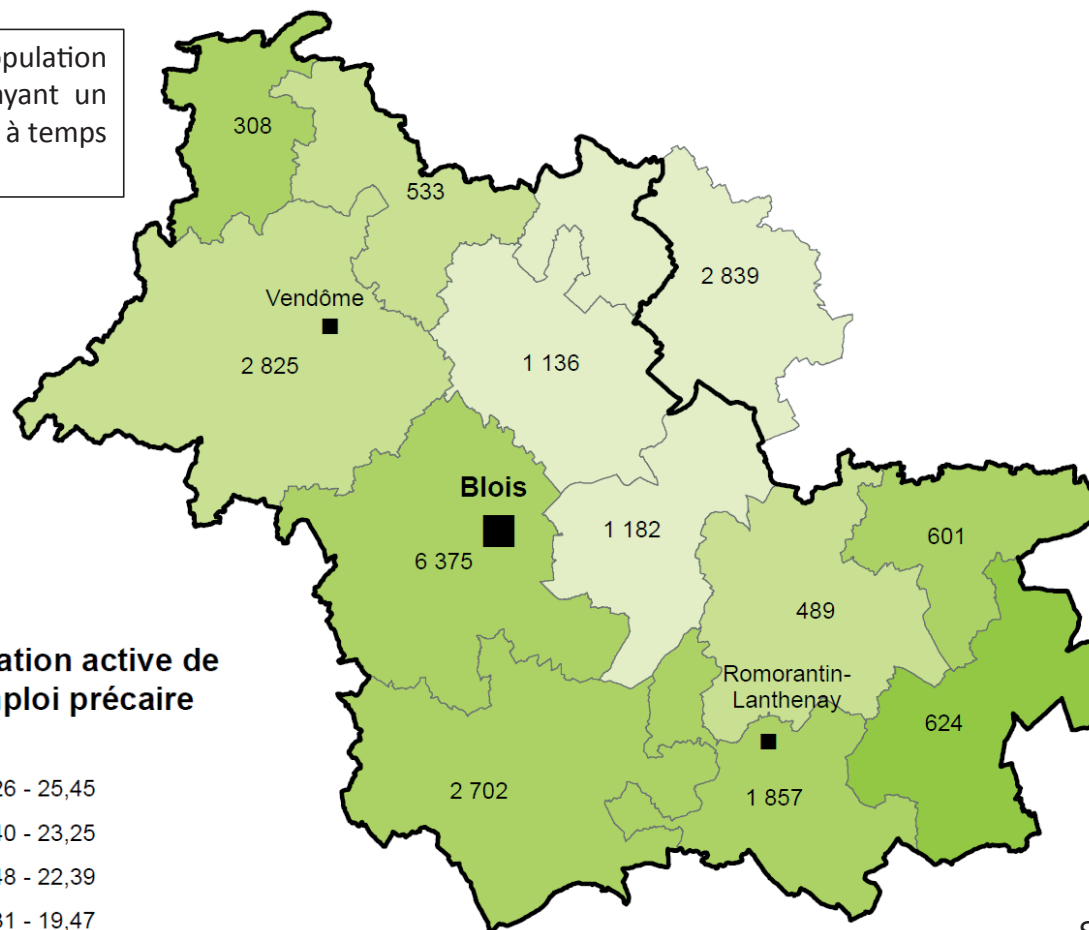 opulation
ayant un
à temps
308
533
2 839
Vendôme
2 825
1 136
Blois
6 375
1 182
601
489
Romorantin-
Lanthenay
624
2 702
1 857
ation active de
ploi précaire
26 - 25,45
40 - 23,25
48 - 22,39
31 - 19,47